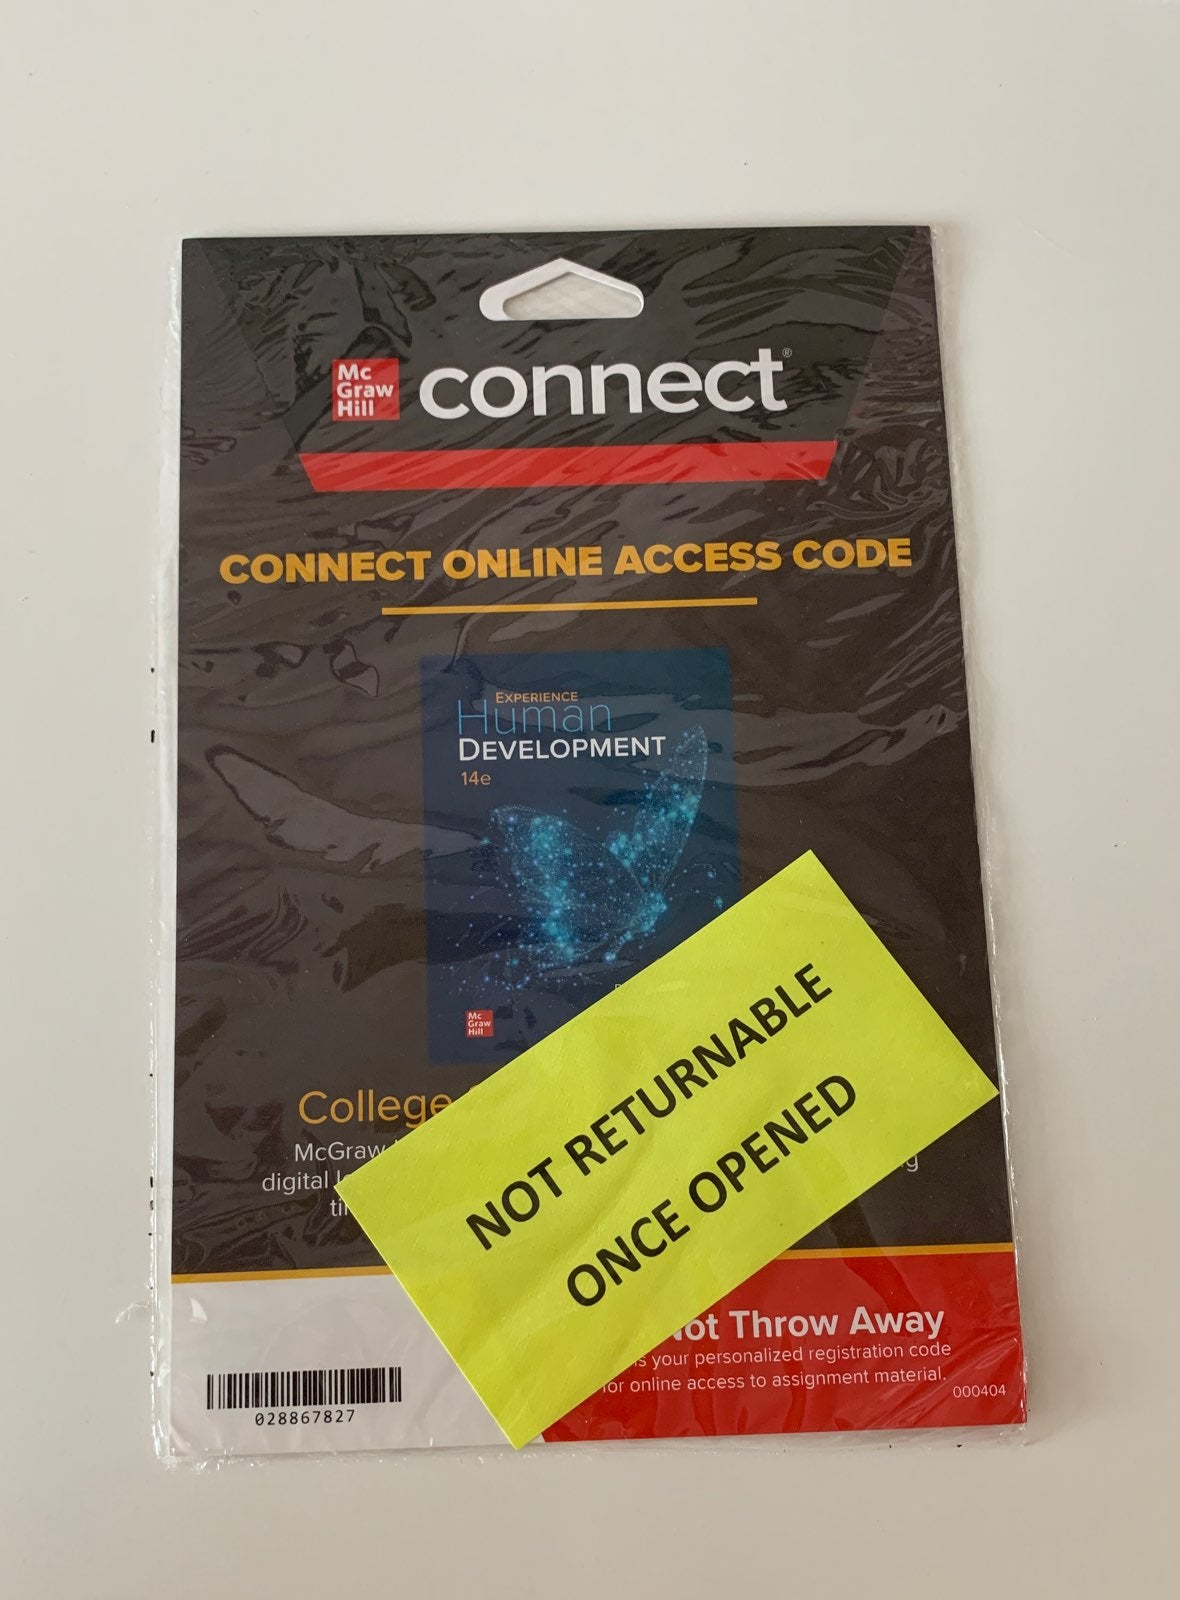 Mc
Graw
Hill
connect®
CONNECT ONLINE ACCESS CODE
EXPERIENCE
Human
DEVELOPMENT
14e
Mc
Graw
Hill
College
McGraw
digital
NOT RETURNABLE
ONCE OPENED
Not Throw Away
is your personalized registration code
for online access to assignment material.
000404
028867827